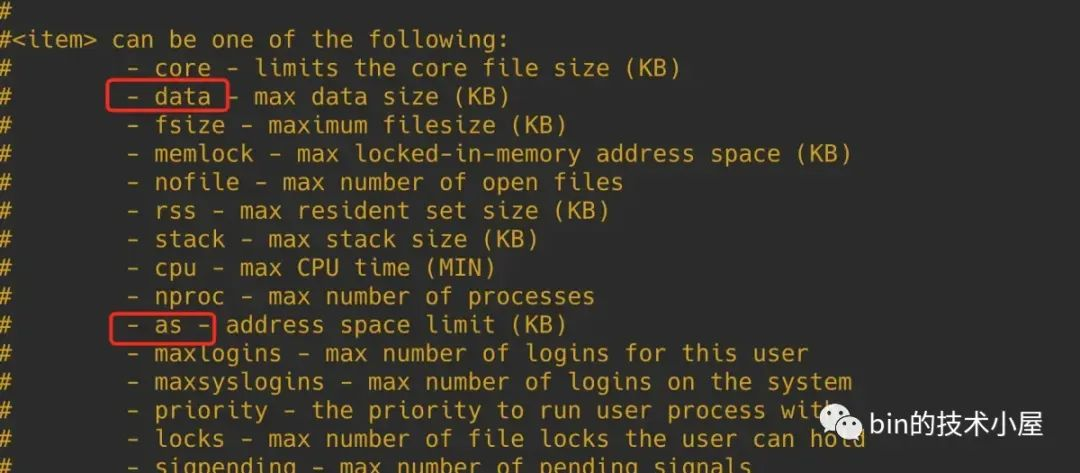 #
#<item> can be one of the following:
#        - core - limits the core file size (KB)
#        - data - max data size (KB)
#        - fsize - maximum filesize (KB)
#        - memlock - max locked-in-memory address space (KB)
#        - nofile - max number of open files
#        - rss - max resident set size (KB)
#        - stack - max stack size (KB)
#        - cpu - max CPU time (MIN)
#        - nproc - max number of processes
#        - as - address space limit (KB)
#        - maxlogins - max number of logins for this user
#        - maxsyslogins - max number of logins on the system
#        - priority - the priority to run user process with
#        - locks - max number of file locks the user can hold
#        - sigpending - max number of pending signals
bin的技术小屋